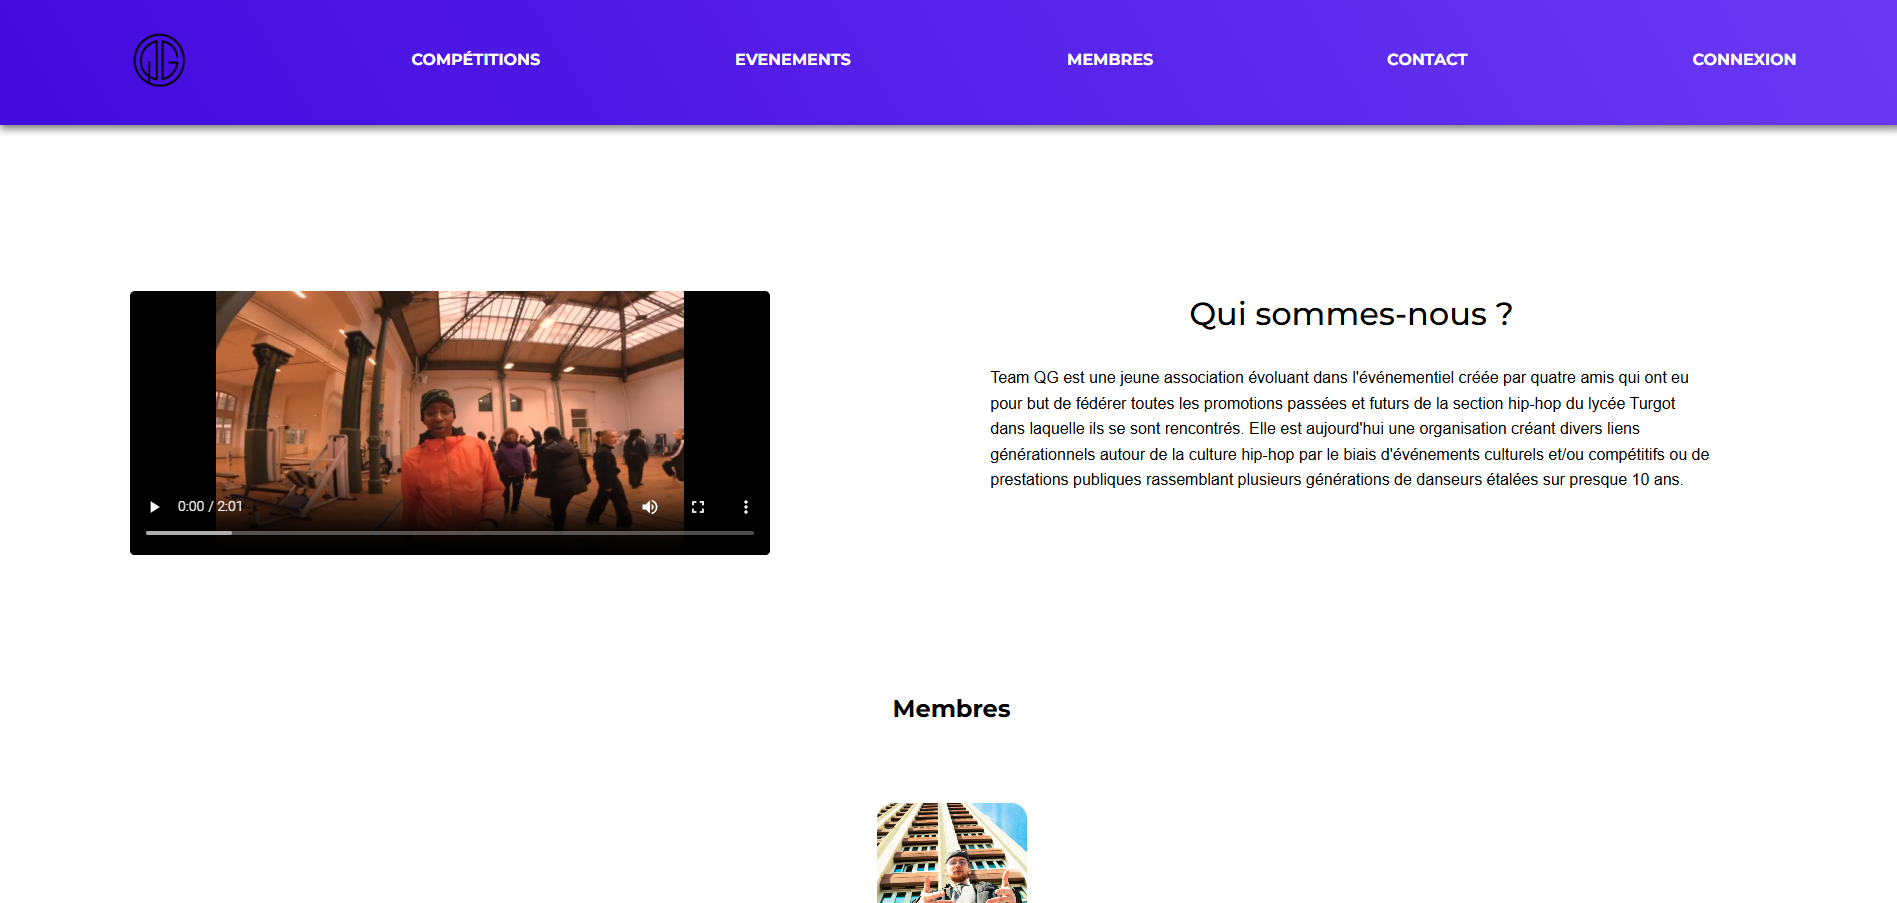 QG
COMPÉTITIONS
EVENEMENTS
MEMBRES
CONTACT
CONNEXION
Qui sommes-nous ?
Team QG est une jeune association évoluant dans l'événementiel créée par quatre amis qui ont eu
pour but de fédérer toutes les promotions passées et futurs de la section hip-hop du lycée Turgot
dans laquelle ils se sont rencontrés. Elle est aujourd'hui une organisation créant divers liens
générationnels autour de la culture hip-hop par le biais d'événements culturels et/ou compétitifs ou de
prestations publiques rassemblant plusieurs générations de danseurs étalées sur presque 10 ans.
0:00 / 2:01
Membres